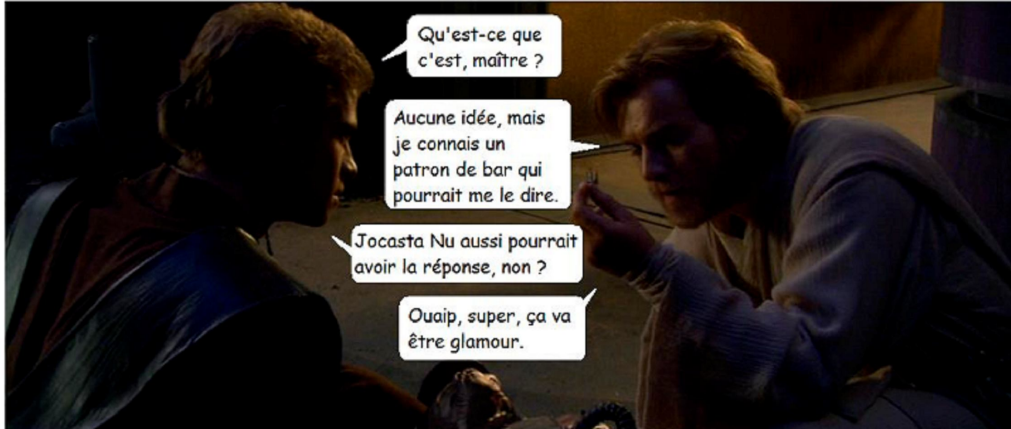 Qu'est-ce que
c'est, maître ?
Aucune idée, mais
je connais un
patron de bar qui
pourrait me le dire.
Jocasta Nu aussi pourrait
avoir la réponse, non ?
Ouaip, super, ça va
être glamour.